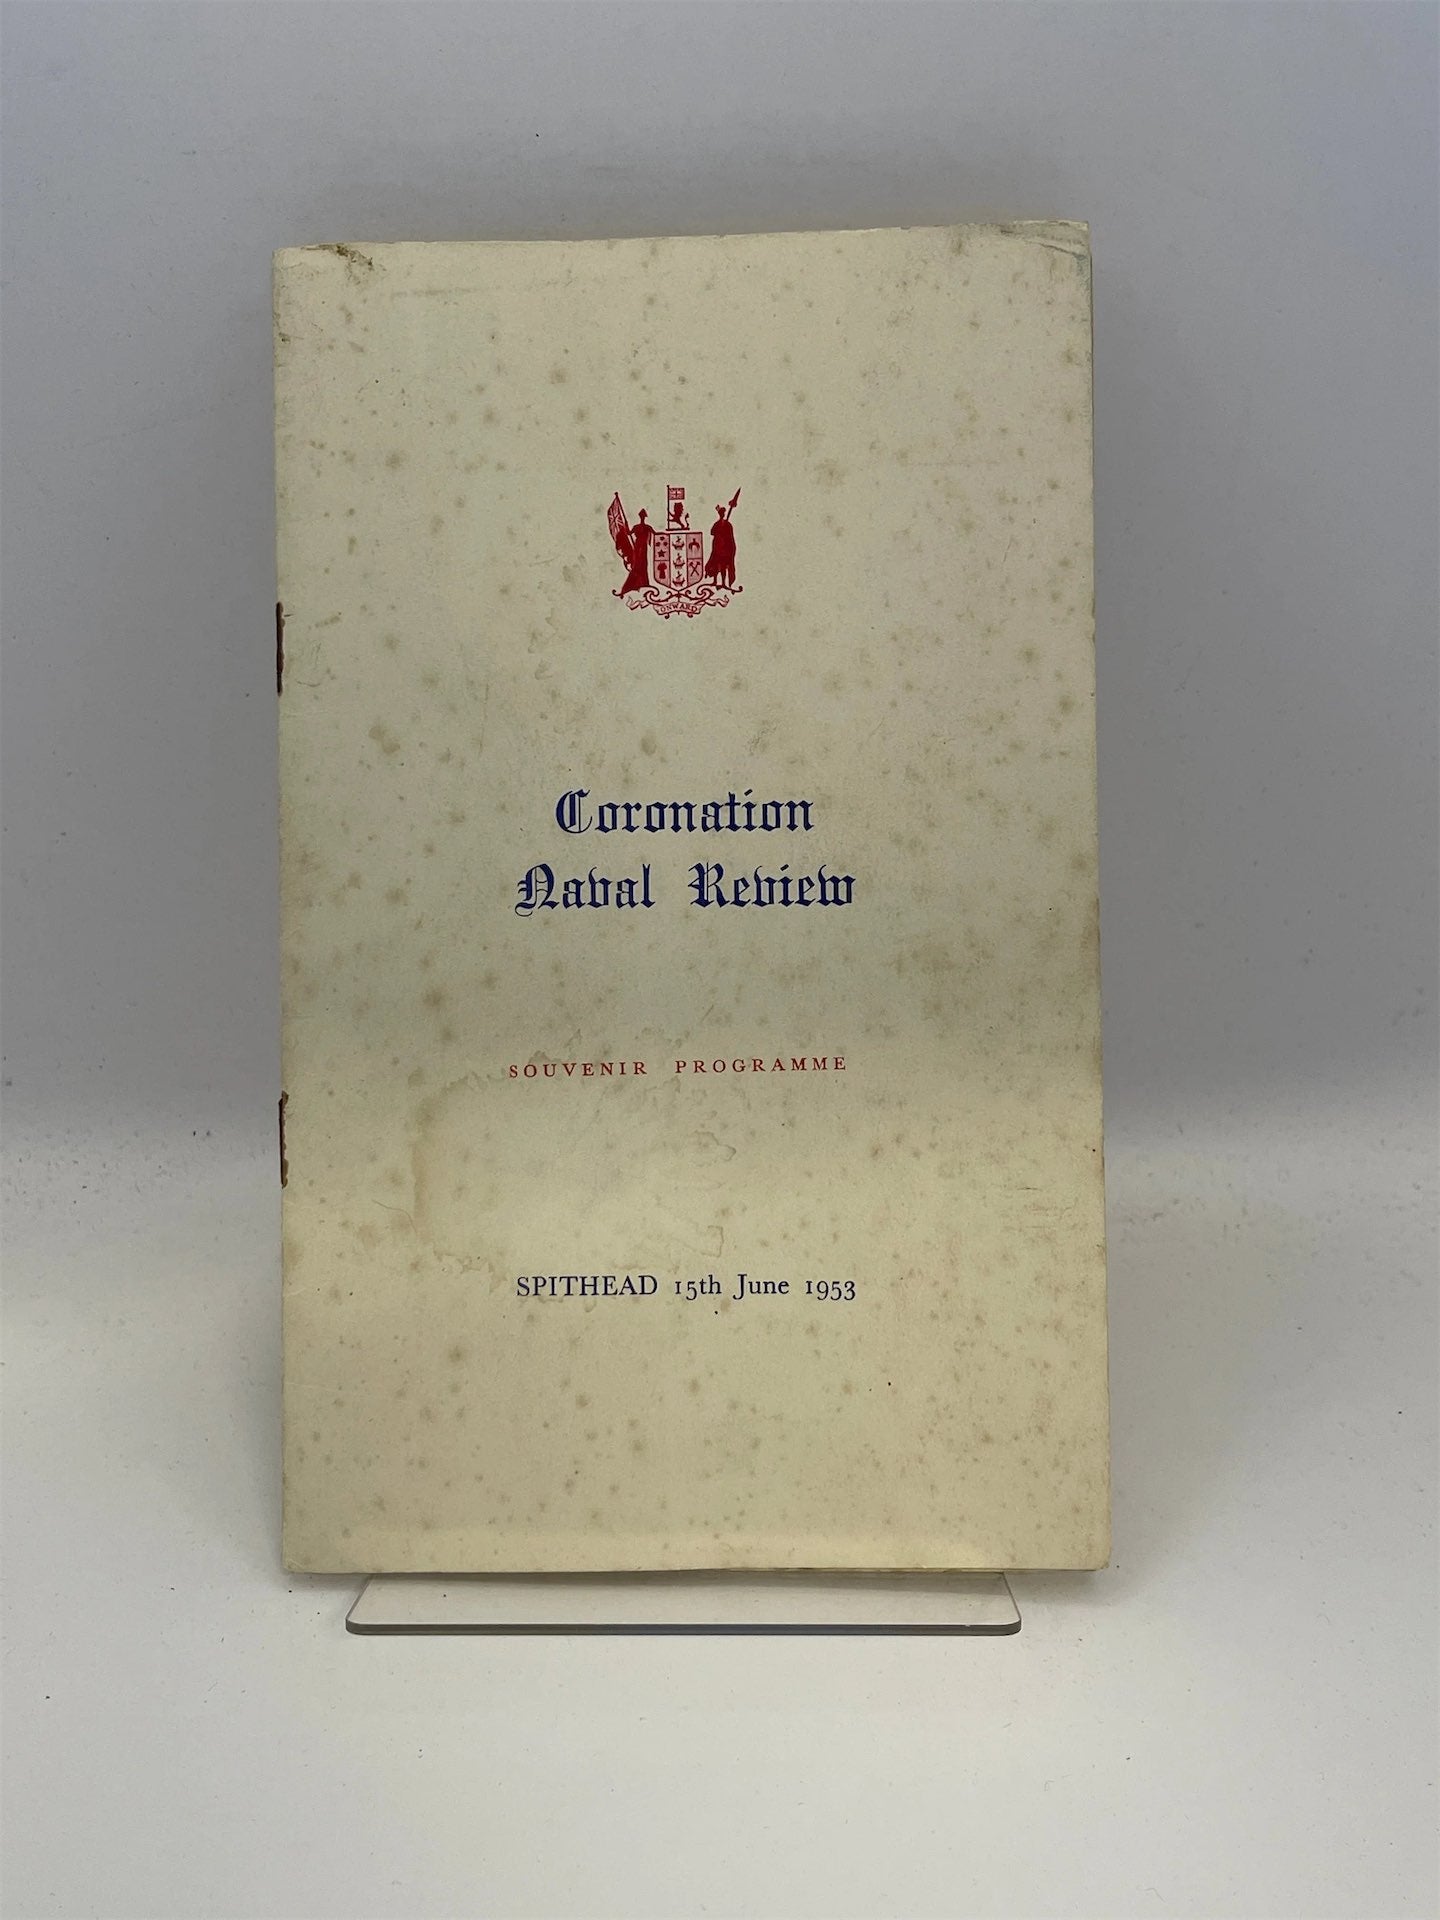 ONWARD
Coronation
Naval Review
SOUVENIR PROGRAMME
SPITHEAD 15th June 1953